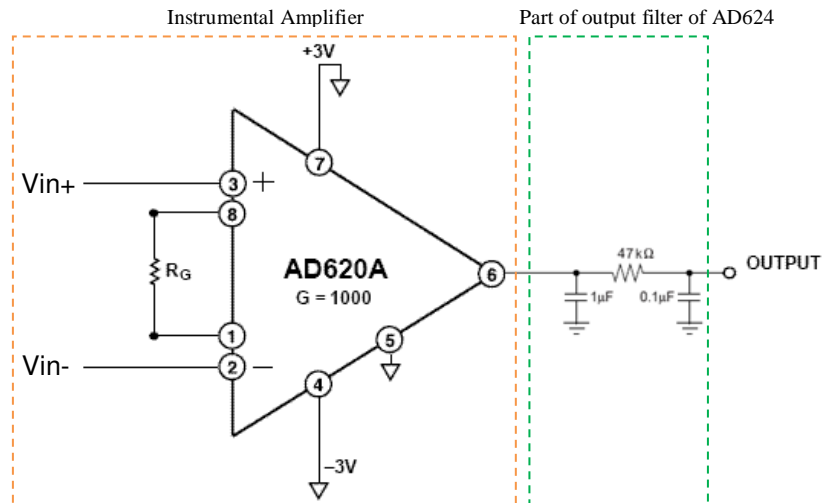 Instrumental Amplifier
Part of output filter of AD624
+3V
7
Vin+
3
+
8
RG
AD620A
G = 1000
6
47kΩ
OUTPUT
1µF
0.1µF
1
5
Vin-
2
–
4
–3V